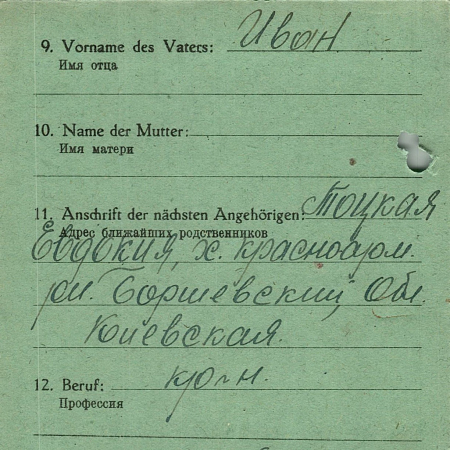 9. Vorname des Vaters: Иван
Имя отца
10. Name der Mutter:
Имя матери
11. Anschrift der nächsten Angehörigen: Тоцкая
Адрес ближайших родственников
Евдокия, х. красноарм.
Боршевский, Обл.
Киевская.
12. Beruf:
Профессия